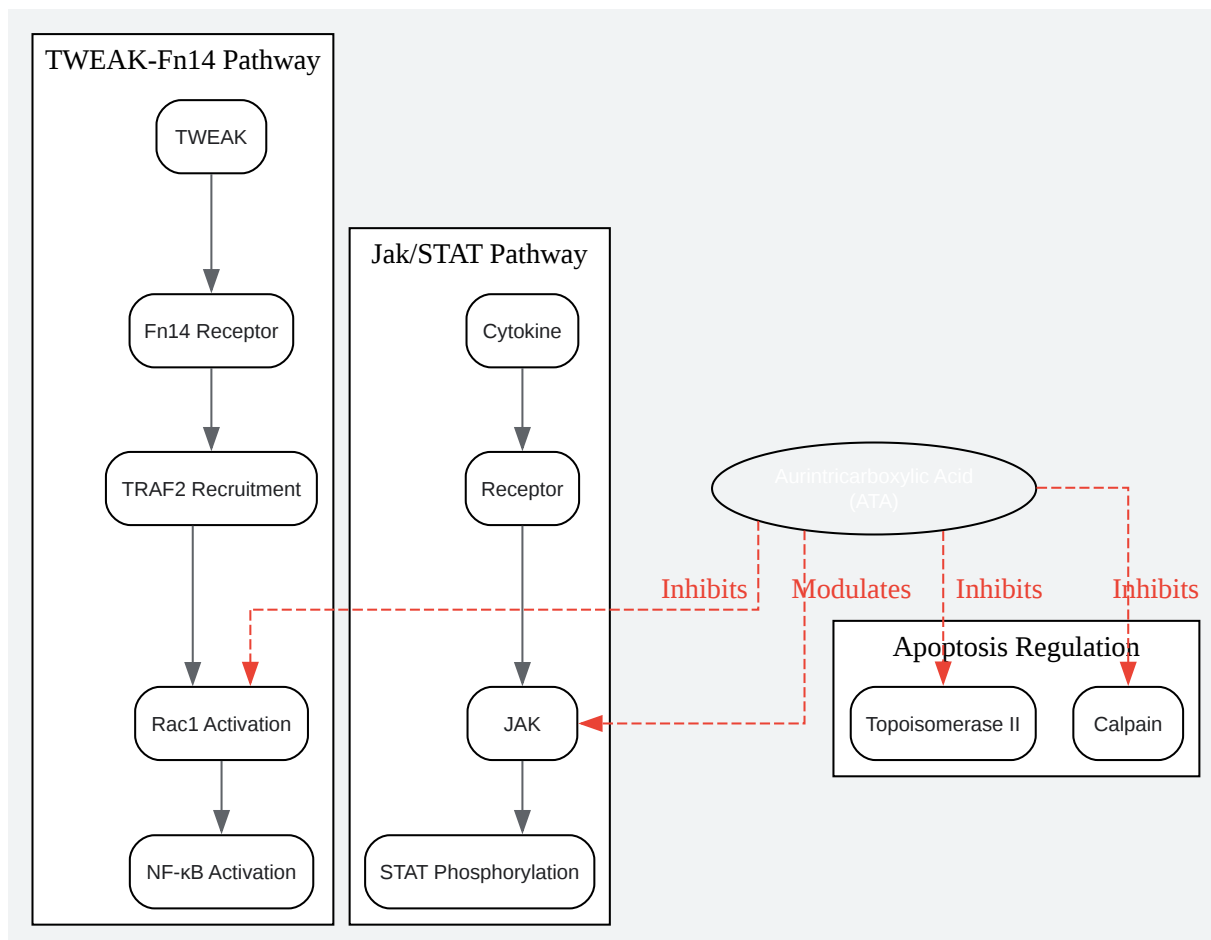 TWEAK-Fn14 Pathway
TWEAK
Fn14 Receptor
TRAF2 Recruitment
Rac1 Activation
NF-κB Activation
Jak/STAT Pathway
Cytokine
Receptor
JAK
STAT Phosphorylation
Aurintricarboxylic Acid
(ATA)
Inhibits
Modulates
Inhibits
Inhibits
Apoptosis Regulation
Topoisomerase II
Calpain